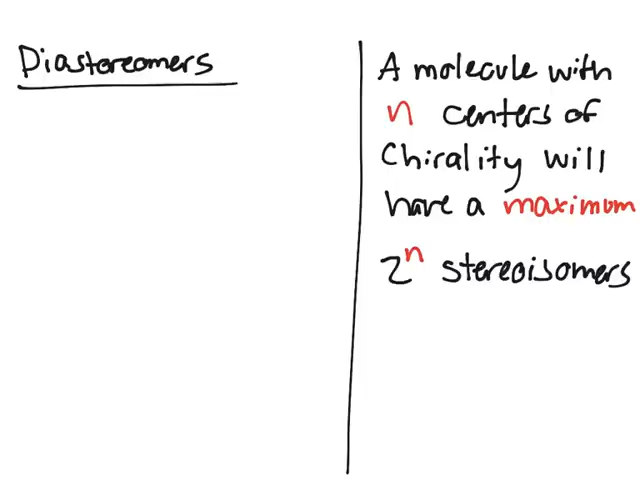 Diastereomers
A molecule with
n centers of
Chirality will
have a maximum
2ⁿ stereoisomers